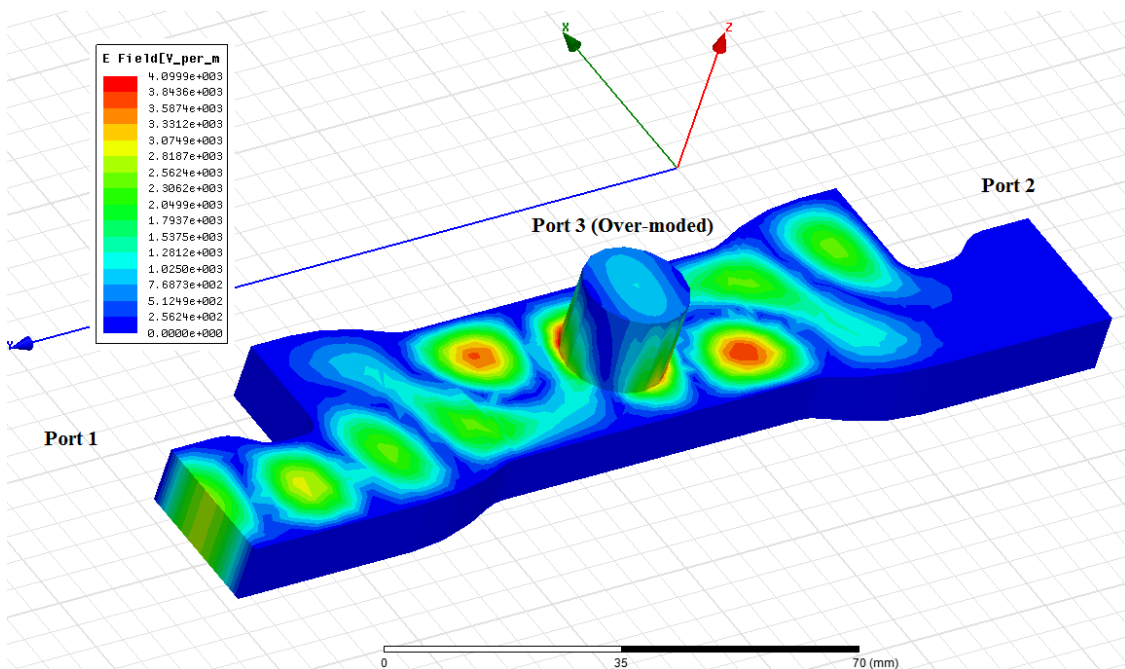 E Field[V_per_m
4.0999e+003
3.8436e+003
3.5874e+003
3.3312e+003
3.0749e+003
2.8187e+003
2.5624e+003
2.3062e+003
2.0499e+003
1.7937e+003
1.5375e+003
1.2812e+003
1.0250e+003
7.6873e+002
5.1249e+002
2.5624e+002
0.0000e+000
X
Z
Port 2
Port 3 (Over-moded)
Y
Port 1
0
35
70 (mm)